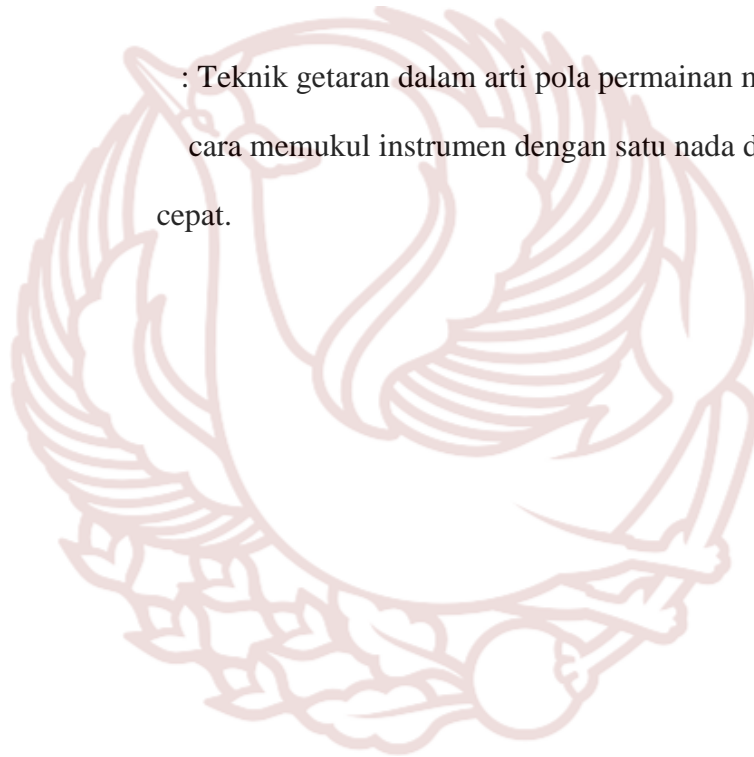 : Teknik getaran dalam arti pola permainan
cara memukul instrumen dengan satu nada
cepat.